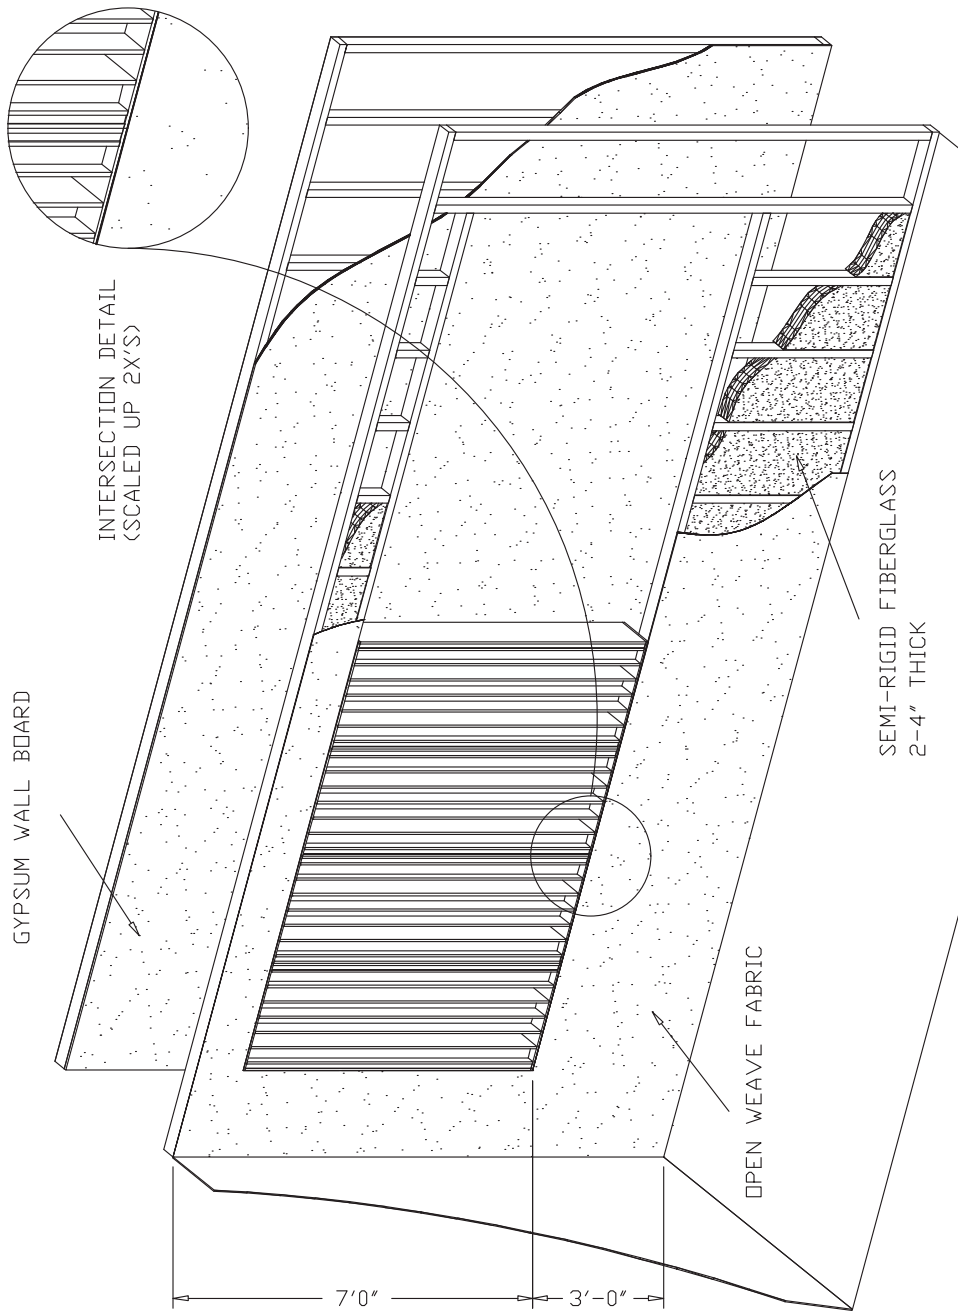 GYPSUM WALL BOARD
INTERSECTION DETAIL
(SCALED UP 2X'S)
7'0"
3'-0"
OPEN WEAVE FABRIC
SEMI-RIGID FIBERGLASS
2-4" THICK